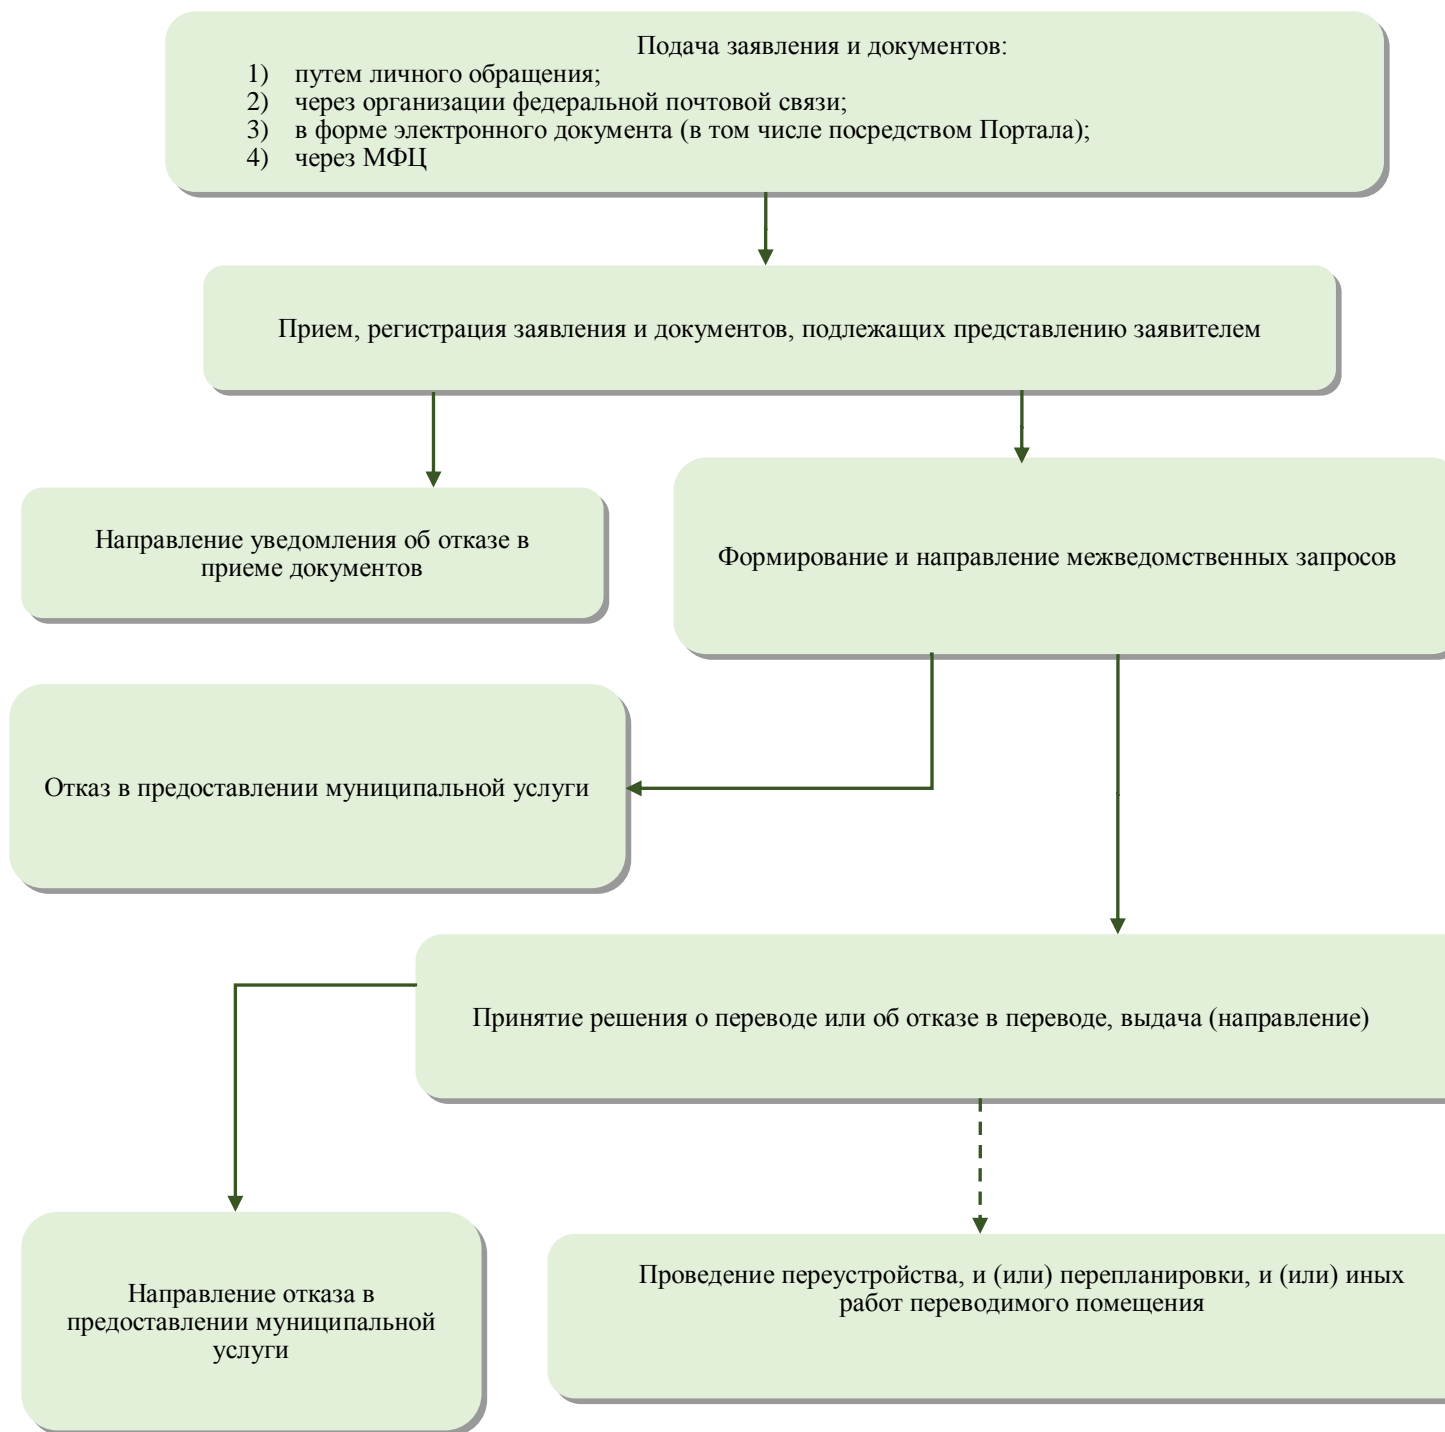 Подача заявления и документов:
1) путем личного обращения;
2) через организации федеральной почтовой связи;
3) в форме электронного документа (в том числе посредством Портала);
4) через МФЦ
Прием, регистрация заявления и документов, подлежащих представлению заявителем
Направление уведомления об отказе в
приеме документов
Формирование и направление межведомственных запросов
Отказ в предоставлении муниципальной услуги
Принятие решения о переводе или об отказе в переводе, выдача (направление)
Направление отказа в
предоставлении муниципальной
услуги
Проведение переустройства, и (или) перепланировки, и (или) иных
работ переводимого помещения